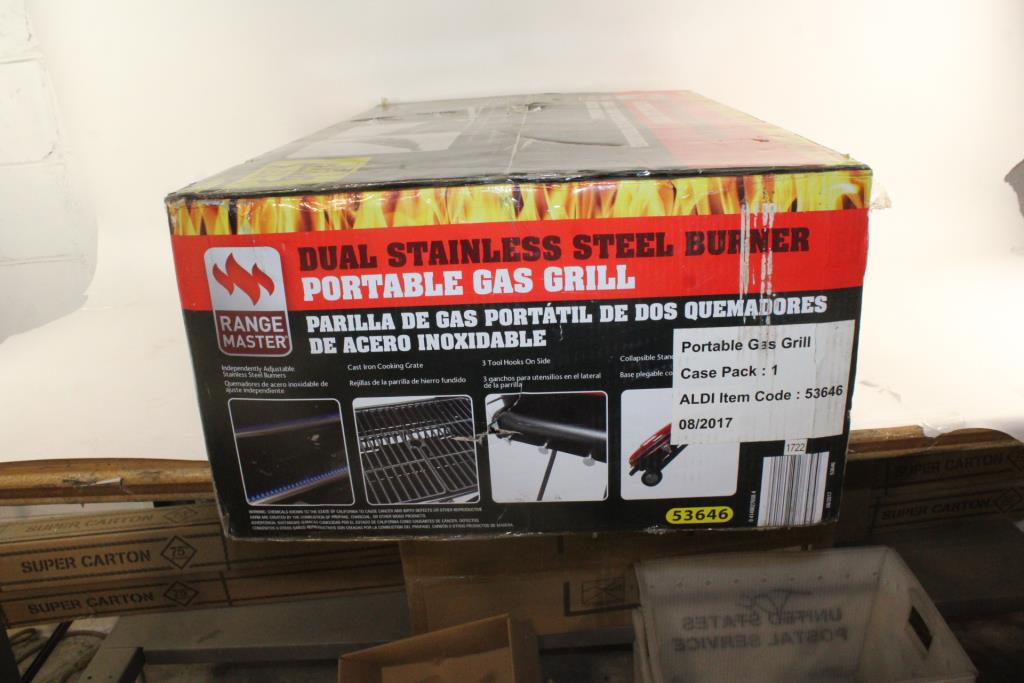 DUAL STAINLESS STEEL BURNER
PORTABLE GAS GRILL
RANGE
MASTER
PARILLA DE GAS PORTÁTIL DE DOS QUEMADORES
DE ACERO INOXIDABLE
Independently Adjustable
Stainless Steel Burners
Quemadores de acero inoxidable de
ajuste independiente
Cast Iron Cooking Grate
Rejillas de la parrilla de hierro fundido
3 Tool Hooks On Side
3 ganchos para utensilios en el lateral
de la parrilla
Collapsible
Base plegable
Portable Gas Grill
Case Pack : 1
ALDI Item Code : 53646
08/2017
1722
53646
SUPER CARTON
75
SUPER CARTON
75
SUPER CARTON
UNITED STATES
POSTAL SERVICE